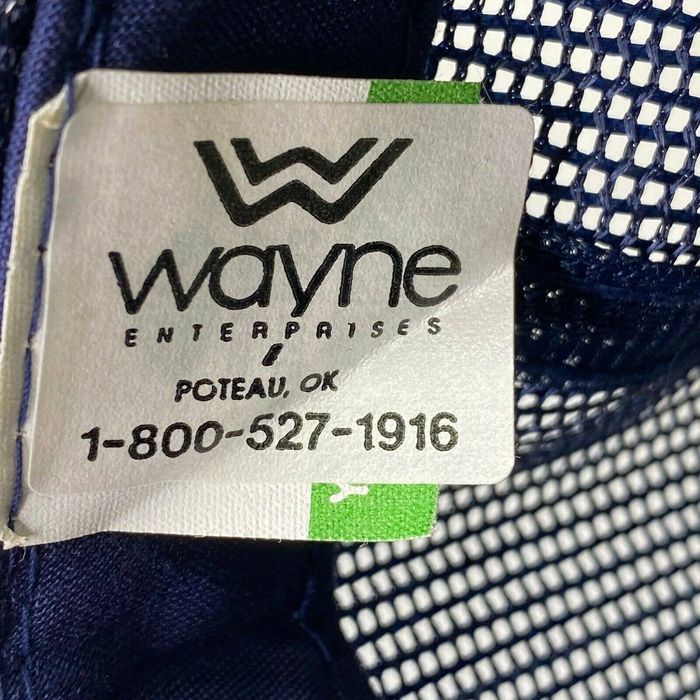 wayne
ENTERPRISES
POTEAU, OK
1-800-527-1916